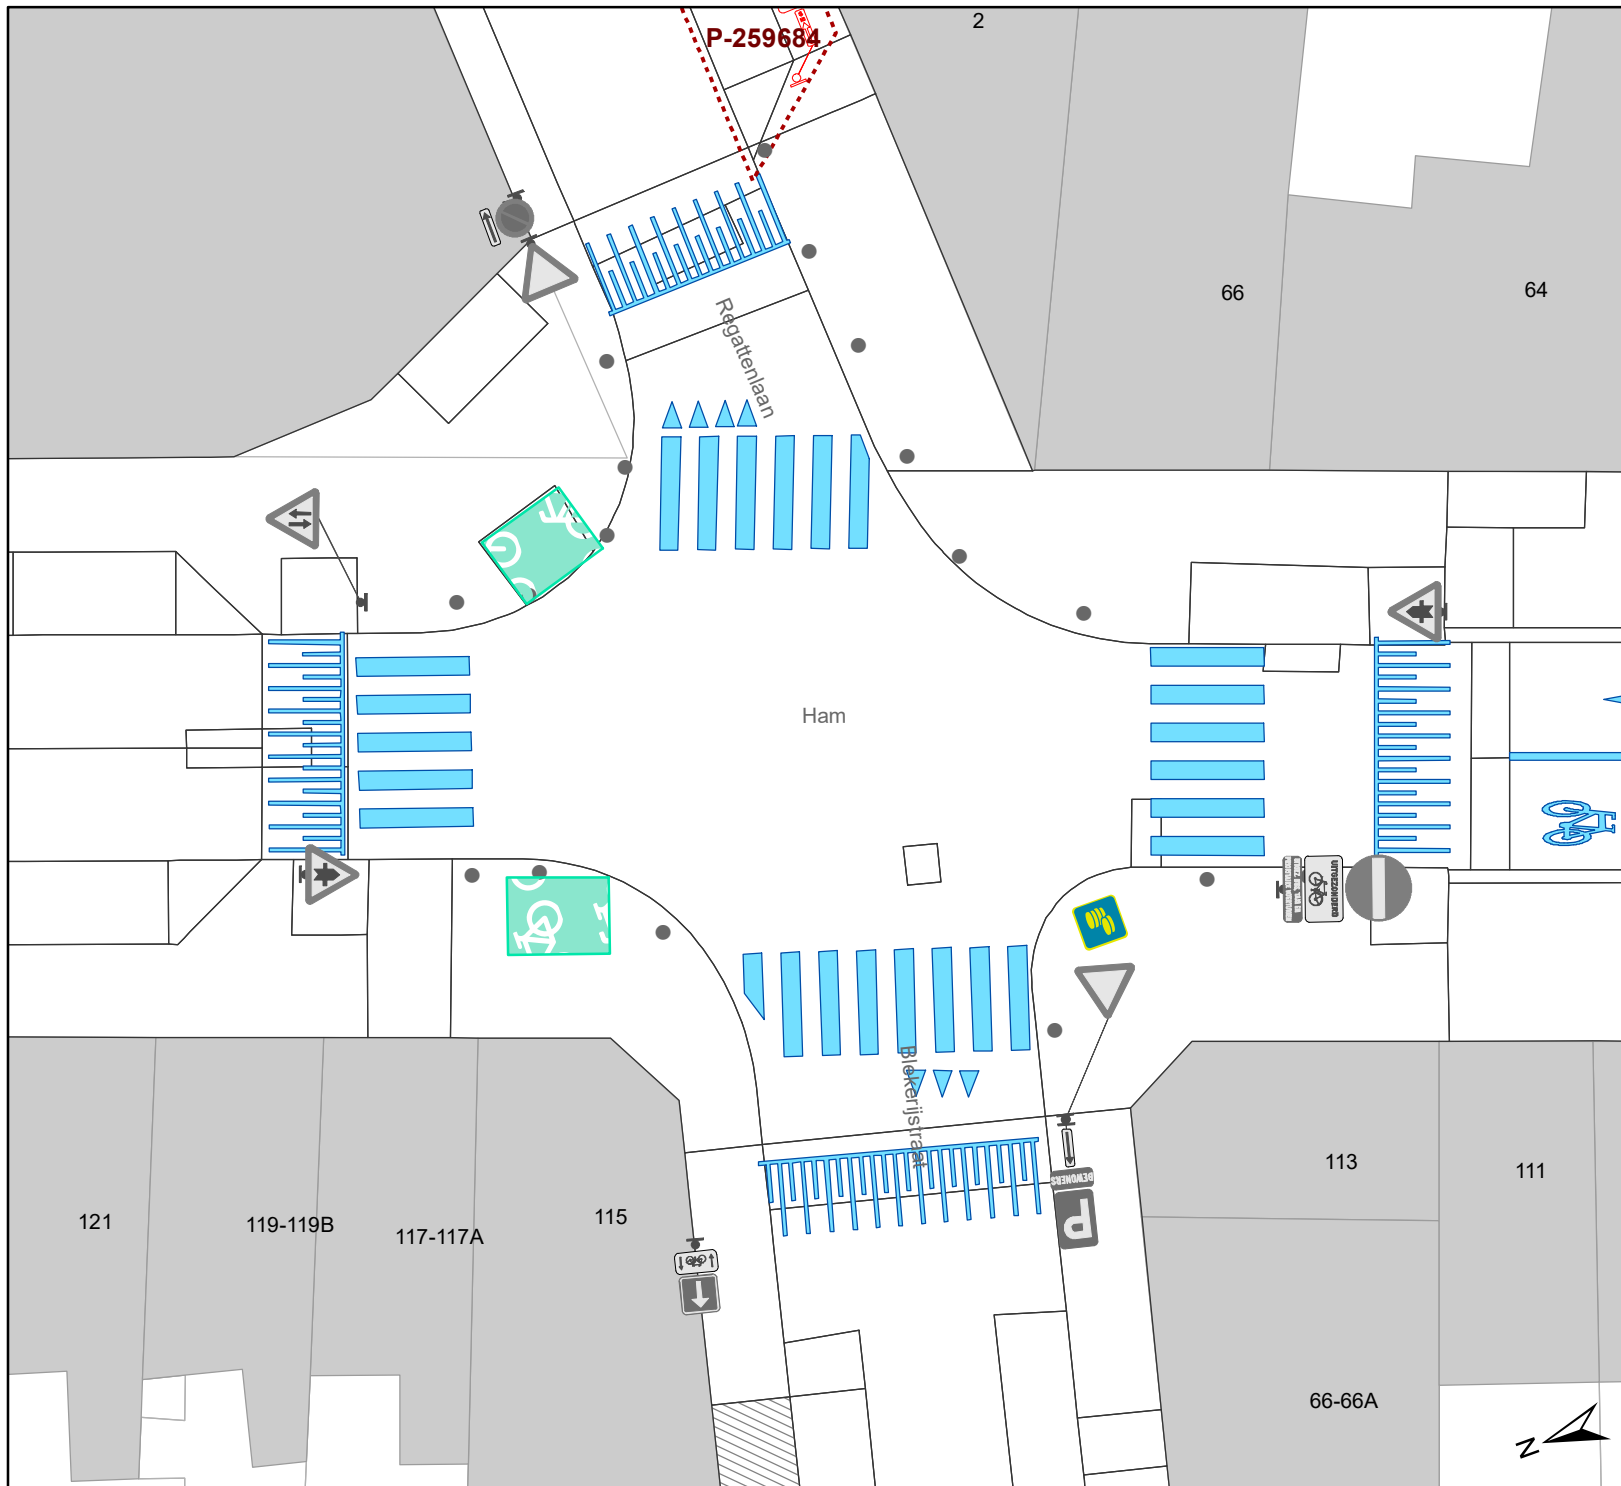 2
P-259684
66
64
Regattenlaan
Ham
UITGEZONDERD
Blekerijstraat
BEWONERS
P
113
111
121
119-119B
117-117A
115
66-66A
N